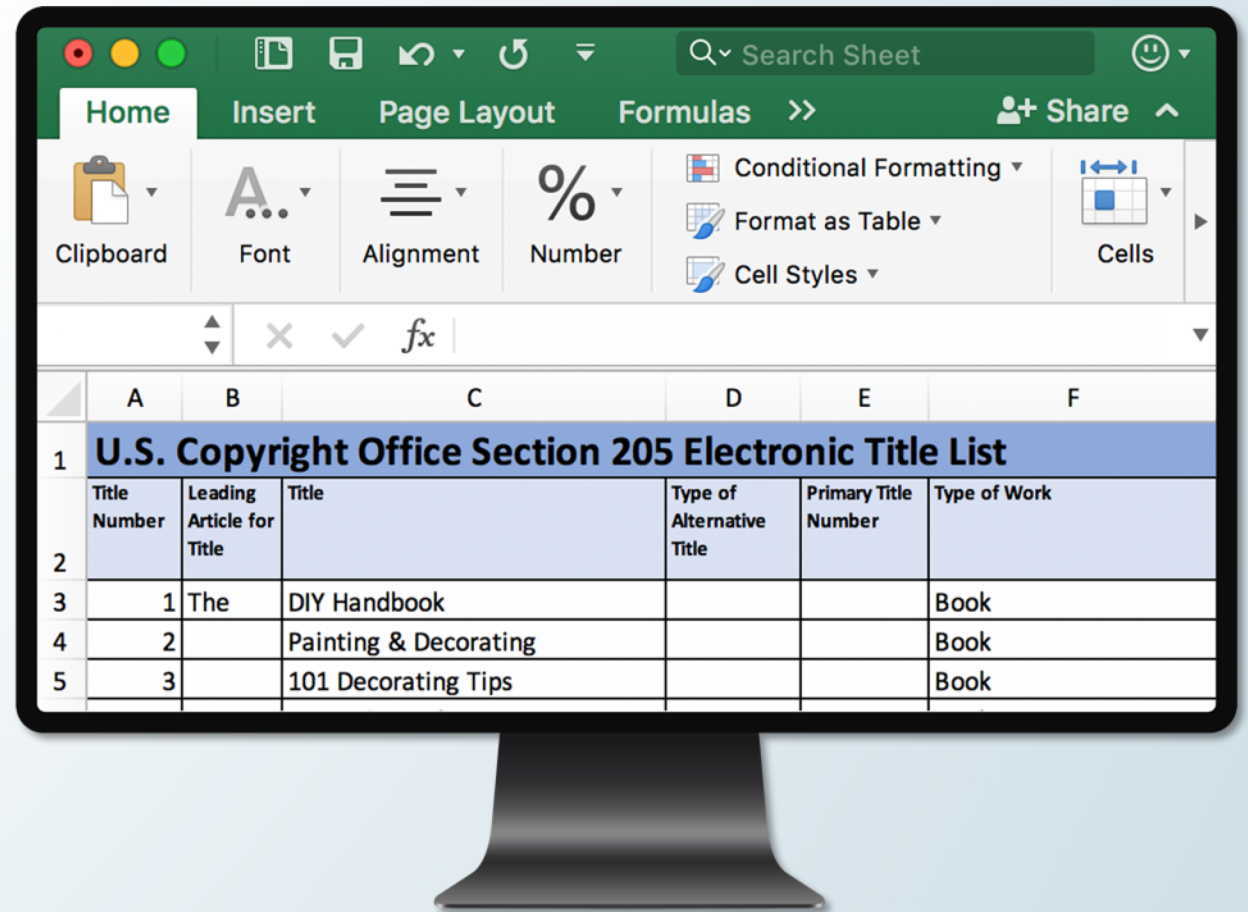 Search Sheet
Home Insert Page Layout Formulas >> Share
Conditional Formatting
Format as Table
Clipboard Font Alignment Number Cells
Cell Styles
fx
A B C D E F
1 U.S. Copyright Office Section 205 Electronic Title List
Title Leading Title Type of Primary Title Type of Work
Number Article for Alternative Number
2 Title Title
3 1 The DIY Handbook Book
4 2 Painting & Decorating Book
5 3 101 Decorating Tips Book